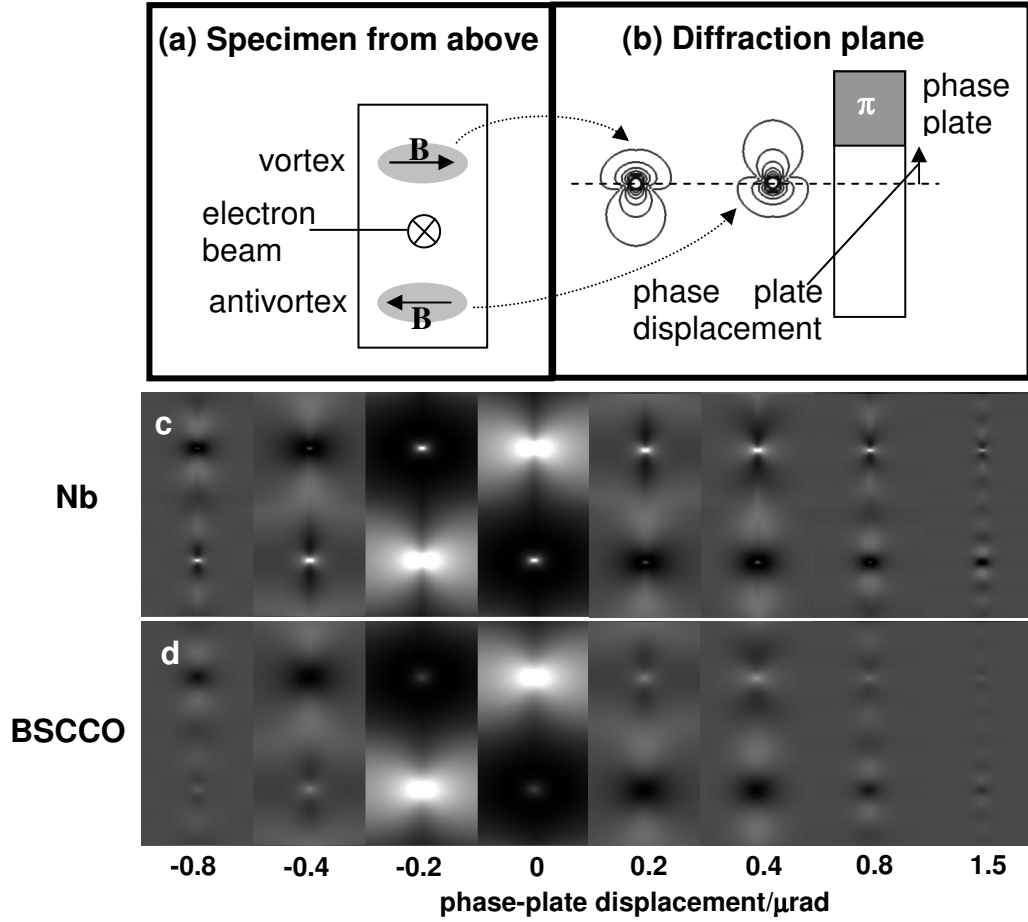 (a) Specimen from above
vortex
B
electron
beam
antivortex
B
(b) Diffraction plane
π
phase
plate
phase plate
displacement
c
Nb
d
BSCCO
-0.8 -0.4 -0.2 0 0.2 0.4 0.8 1.5
phase-plate displacement/μrad